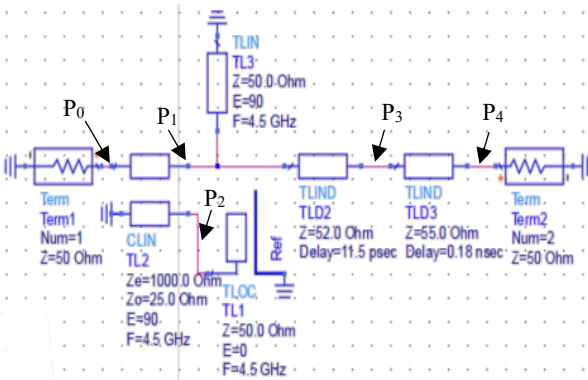 TLIN
TL3
Z=50.0 Ohm
E=90
F=4.5 GHz
P0
P1
P3
P4
Term
Term1
Num=1
Z=50 Ohm
P2
CLIN
TL2
Ze=1000.0 Ohm
Zo=25.0 Ohm
E=90
F=4.5 GHz
TLOC
TL1
Z=50.0 Ohm
E=0
F=4.5 GHz
Ref
TLIND
TLD2
Z=52.0 Ohm
Delay=11.5 psec
TLIND
TLD3
Z=55.0 Ohm
Delay=0.18 nsec
Term
Term2
Num=2
Z=50 Ohm